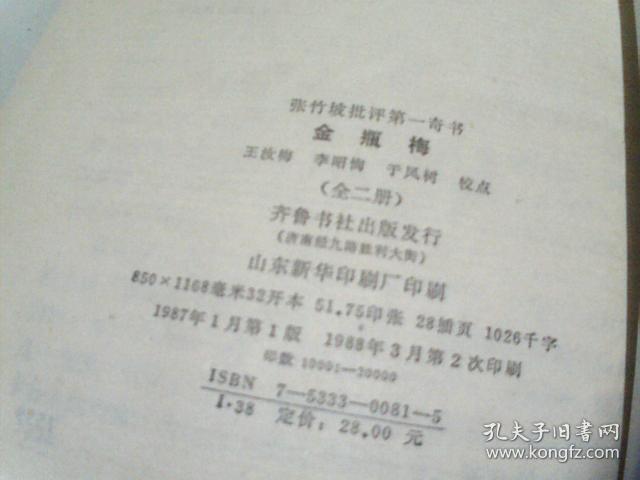 张竹坡批评第一奇书
金瓶梅
王汝梅 李昭恂 于凤树 校点
(全二册)
齐鲁书社出版发行
(济南经九路胜利大街)
山东新华印刷厂印刷
850×1168毫米32开本 51.75印张 28插页 1026千字
1987年1月第1版 1988年3月第2次印刷
印数 10001—30000
ISBN 7—5333—0081—5
I·38 定价:28.00 元
孔夫子旧书网
www.kongfz.com